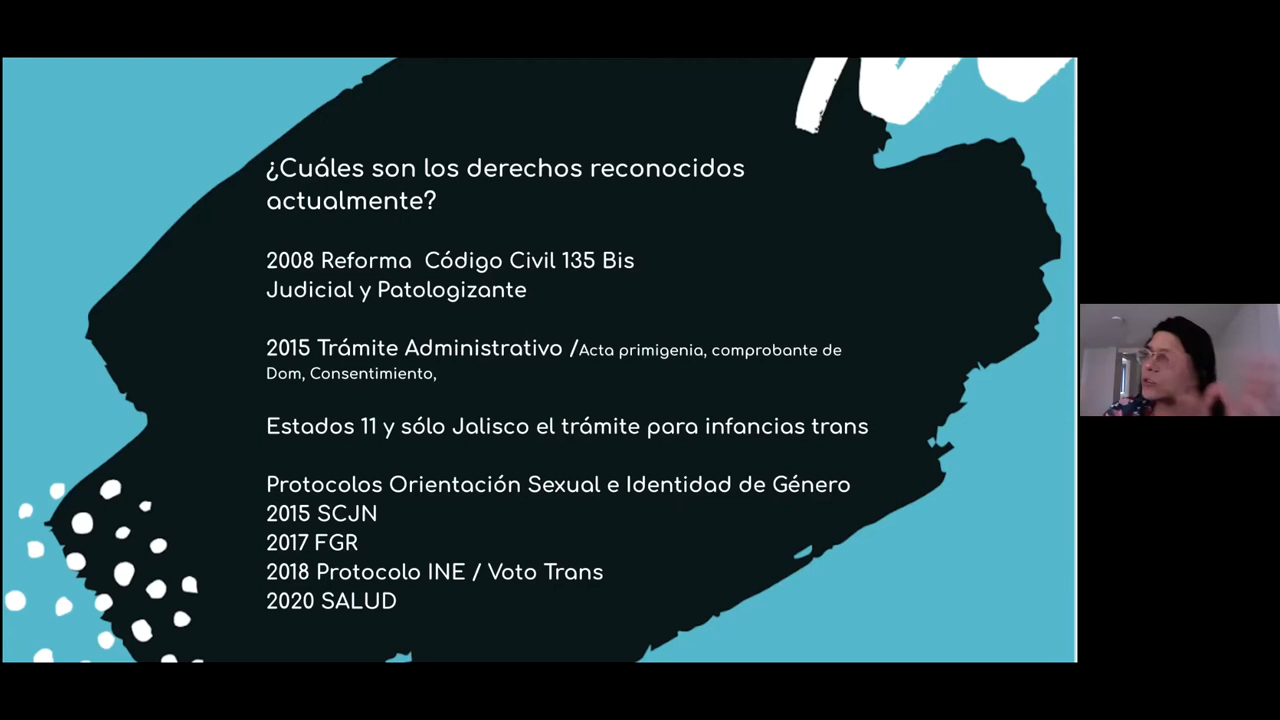 ¿Cuáles son los derechos reconocidos
actualmente?
2008 Reforma Código Civil 135 Bis
Judicial y Patologizante
2015 Trámite Administrativo /Acta primigenia, comprobante de
Dom, Consentimiento,
Estados 11 y sólo Jalisco el trámite para infancias trans
Protocolos Orientación Sexual e Identidad de Género
2015 SCJN
2017 FGR
2018 Protocolo INE / Voto Trans
2020 SALUD